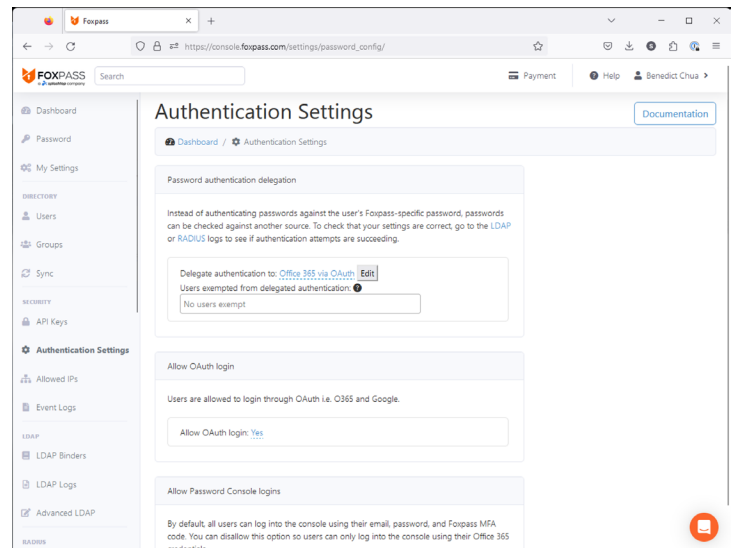 Foxpass
https://console.foxpass.com/settings/password_config/
FOXPASS
a splashtop company
Search
Payment
Help
Benedict Chua
Dashboard
Password
My Settings
DIRECTORY
Users
Groups
Sync
SECURITY
API Keys
Authentication Settings
Allowed IPs
Event Logs
LDAP
LDAP Binders
LDAP Logs
Advanced LDAP
RADIUS
Authentication Settings
Documentation
Dashboard / Authentication Settings
Password authentication delegation
Instead of authenticating passwords against the user's Foxpass-specific password, passwords
can be checked against another source. To check that your settings are correct, go to the LDAP
or RADIUS logs to see if authentication attempts are succeeding.
Delegate authentication to: Office 365 via OAuth Edit
Users exempted from delegated authentication:
No users exempt
Allow OAuth login
Users are allowed to login through OAuth i.e. O365 and Google.
Allow OAuth login: Yes
Allow Password Console logins
By default, all users can log into the console using their email, password, and Foxpass MFA
code. You can disallow this option so users can only log into the console using their Office 365
credentials